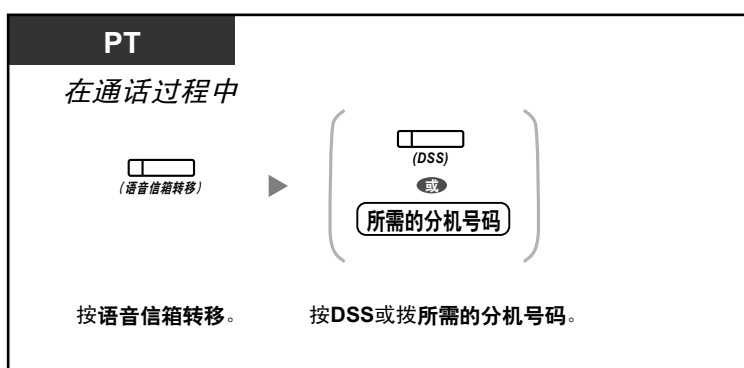 PT
在通话过程中
(语音信箱转移)
(DSS)
或
所需的分机号码
按语音信箱转移。
按DSS或拨所需的分机号码。